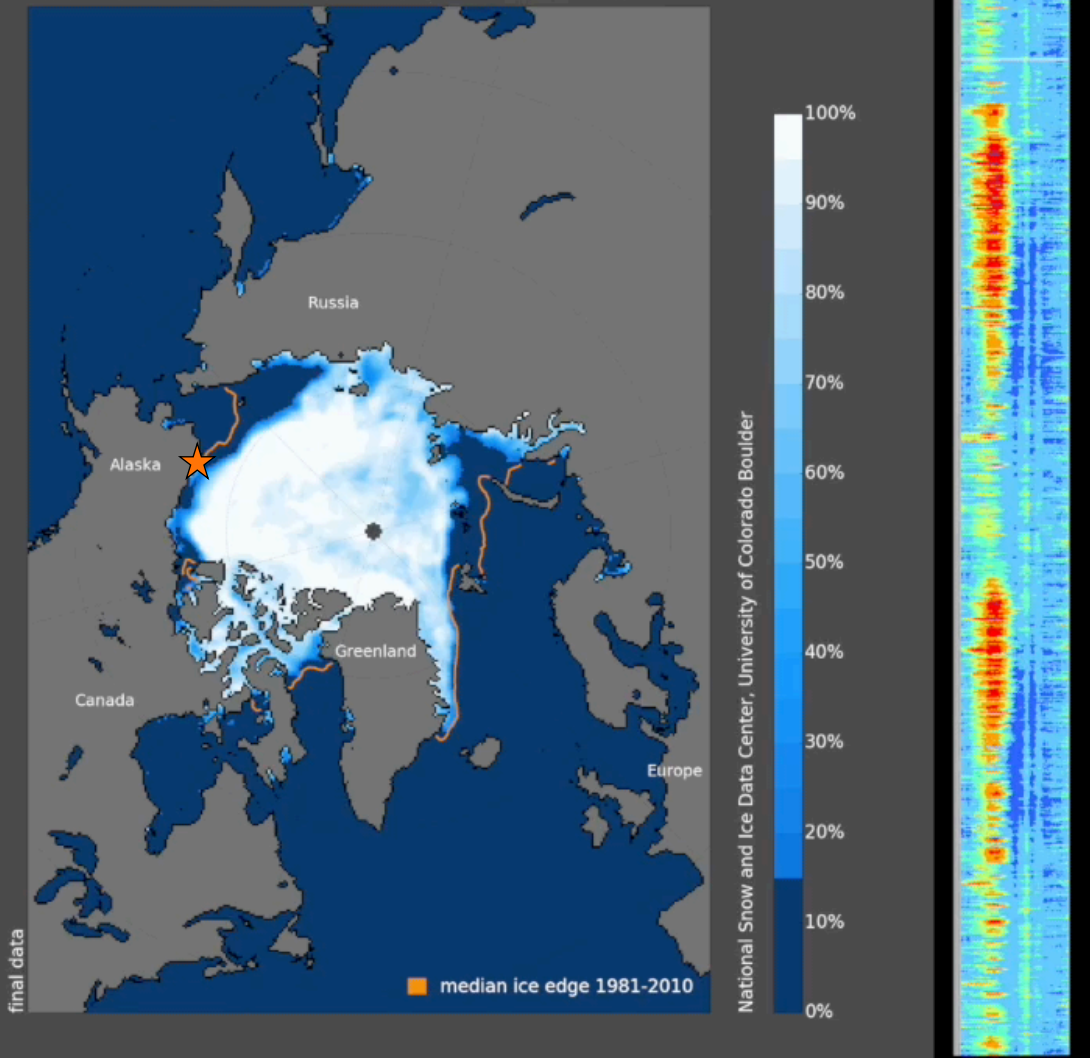 Russia
Alaska
Greenland
Canada
Europe
median ice edge 1981-2010
final data
National Snow and Ice Data Center, University of Colorado Boulder
100%
90%
80%
70%
60%
50%
40%
30%
20%
10%
0%